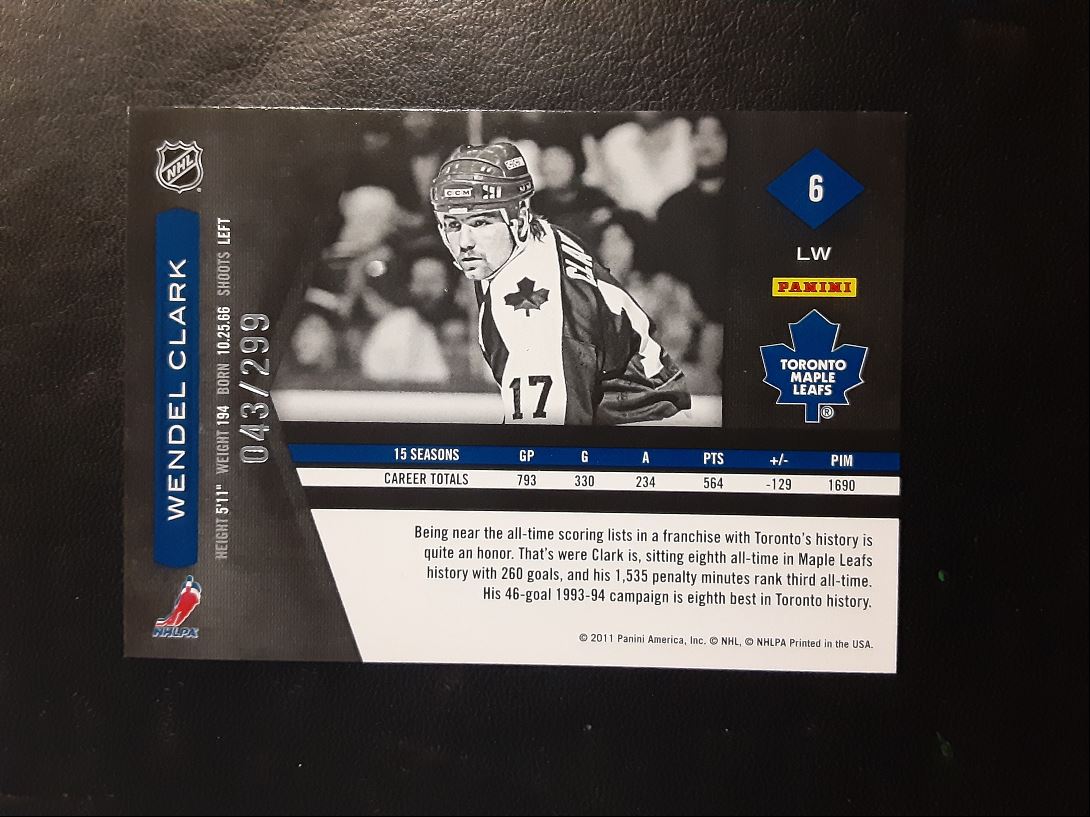 NHL
WENDEL CLARK
HEIGHT 5'11" WEIGHT 194 BORN 10.25.66 SHOOTS LEFT
043/299
NHLPA
CCM
CLAR
17
6
LW
PANINI
TORONTO
MAPLE
LEAFS
®
15 SEASONS GP G A PTS +/- PIM
CAREER TOTALS 793 330 234 564 -129 1690
Being near the all-time scoring lists in a franchise with Toronto's history is
quite an honor. That's were Clark is, sitting eighth all-time in Maple Leafs
history with 260 goals, and his 1,535 penalty minutes rank third all-time.
His 46-goal 1993-94 campaign is eighth best in Toronto history.
© 2011 Panini America, Inc. © NHL, © NHLPA Printed in the USA.